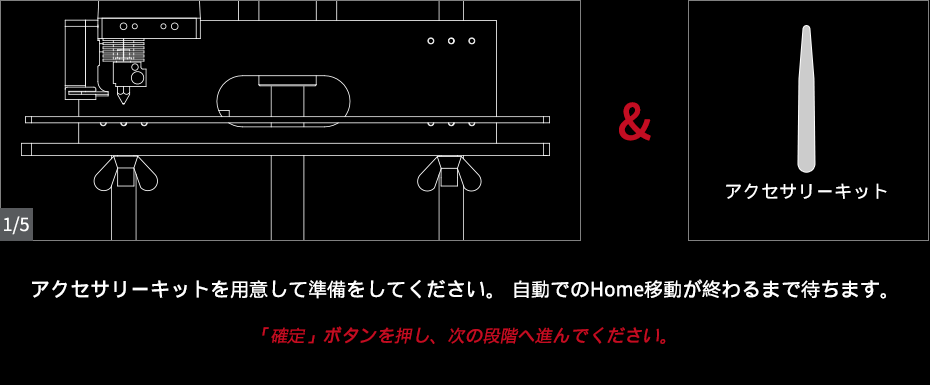 &
アクセサリーキット
1/5
アクセサリーキットを用意して準備をしてください。 自動でのHome移動が終わるまで待ちます。
「確定」ボタンを押し、次の段階へ進んでください。